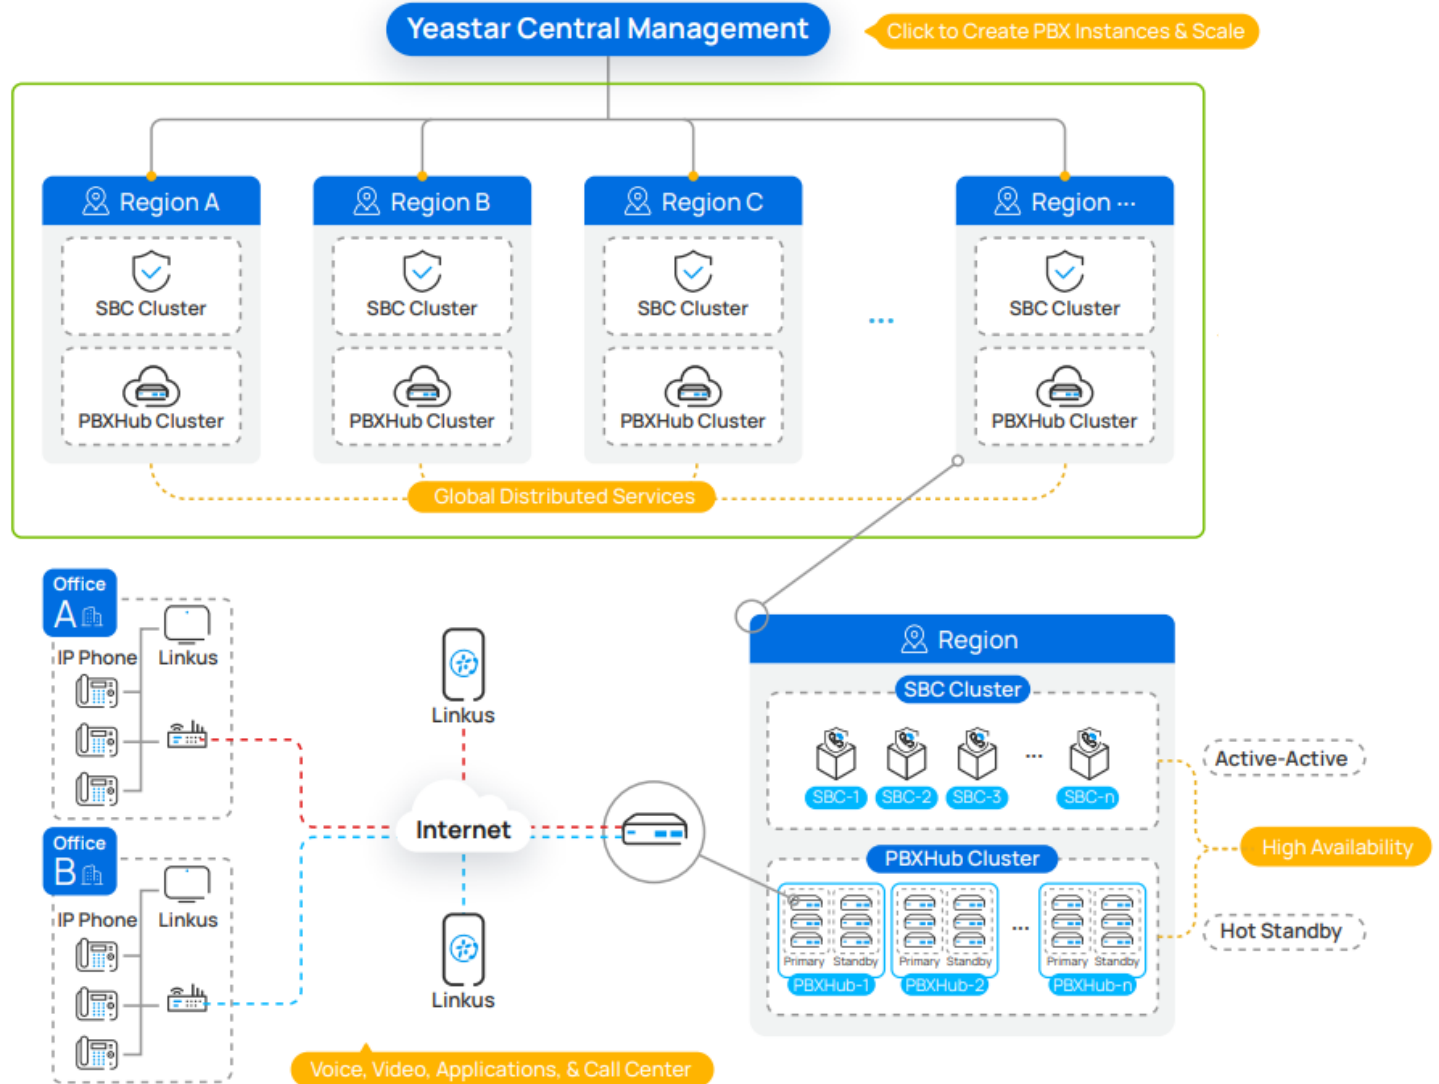 Yeastar Central Management
Click to Create PBX Instances & Scale
Region A
Region B
Region C
Region ···
SBC Cluster
SBC Cluster
SBC Cluster
SBC Cluster
...
PBXHub Cluster
PBXHub Cluster
PBXHub Cluster
PBXHub Cluster
Global Distributed Services
Office
A
IP Phone
Linkus
Linkus
Internet
Office
B
IP Phone
Linkus
Linkus
Voice, Video, Applications, & Call Center
Region
SBC Cluster
...
SBC-1
SBC-2
SBC-3
SBC-n
PBXHub Cluster
...
Primary
Standby
Primary
Standby
Primary
Standby
PBXHub-1
PBXHub-2
PBXHub-n
Active-Active
High Availability
Hot Standby